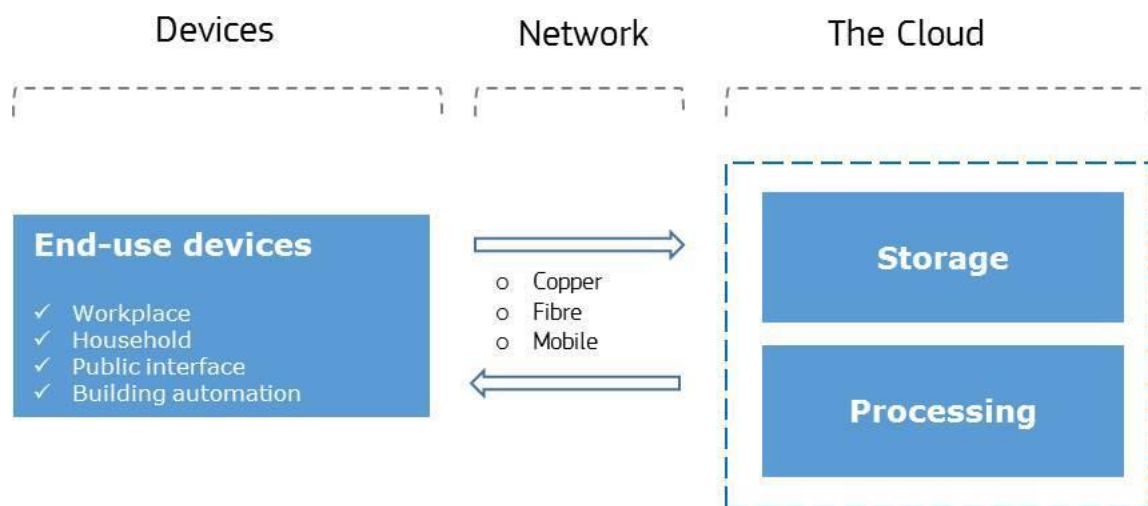 Devices
Network
The Cloud
End-use devices
✓ Workplace
✓ Household
✓ Public interface
✓ Building automation
o Copper
o Fibre
o Mobile
Storage
Processing